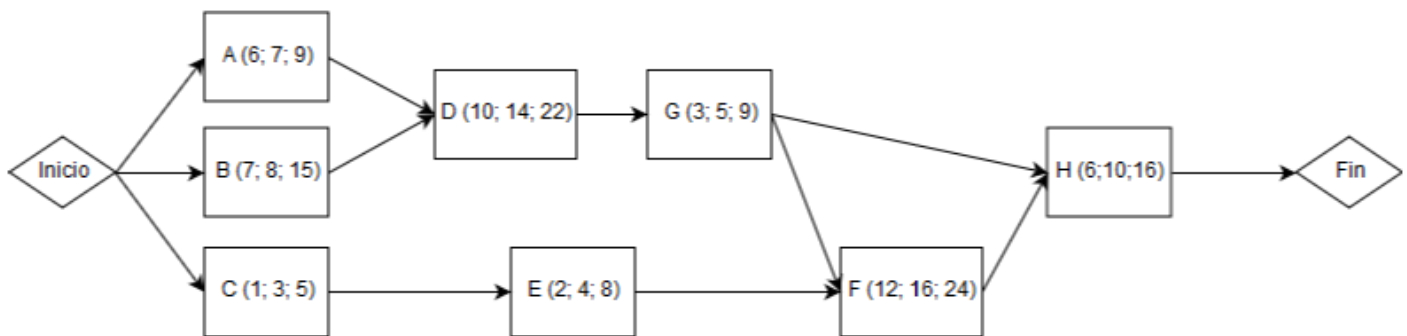 A (6; 7; 9)
D (10; 14; 22)
G (3; 5; 9)
Inicio
B (7; 8; 15)
H (6;10;16)
Fin
C (1; 3; 5)
E (2; 4; 8)
F (12; 16; 24)